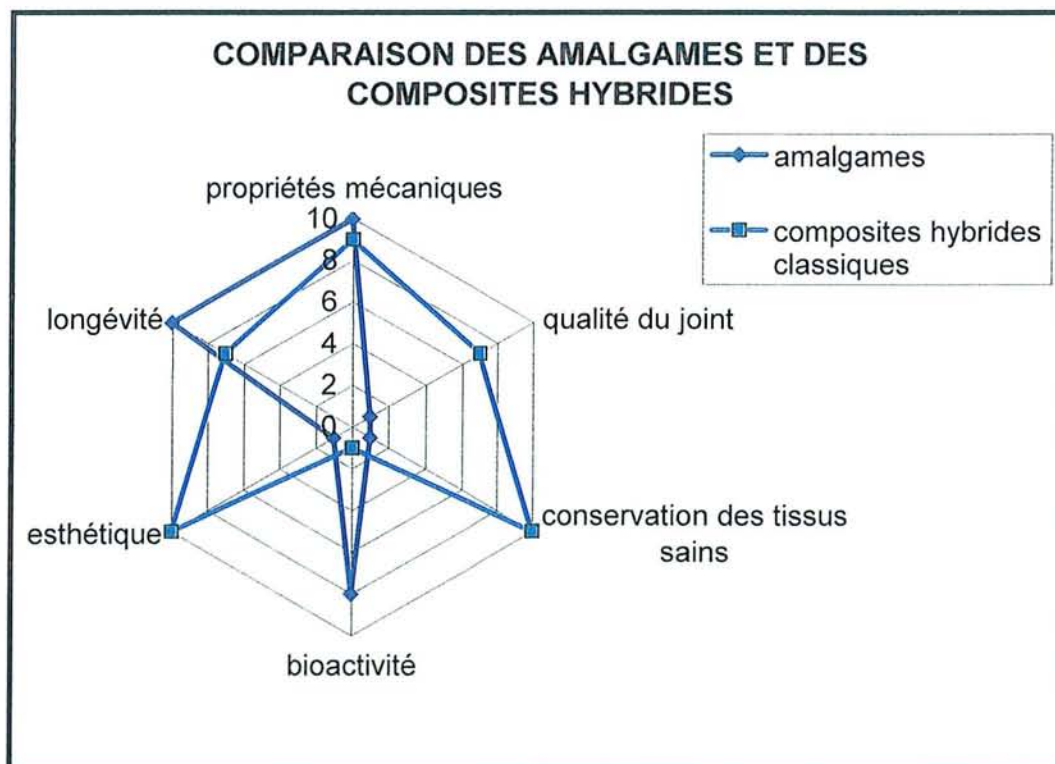 COMPARAISON DES AMALGAMES ET DES
COMPOSITES HYBRIDES
amalgames
composites hybrides
classiques
propriétés mécaniques
10
8
6
4
2
0
longévité
qualité du joint
esthétique
conservation des tissus
sains
bioactivité